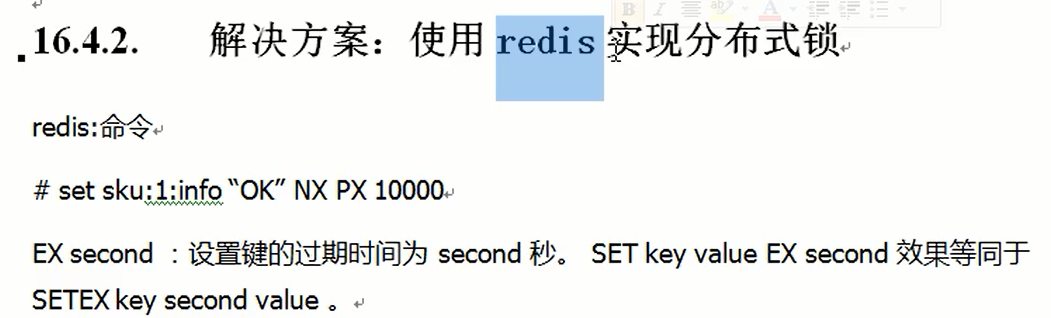 16.4.2. 解决方案：使用 redis 实现分布式锁
redis:命令
# set sku:1:info “OK” NX PX 10000
EX second ：设置键的过期时间为 second 秒。 SET key value EX second 效果等同于
SETEX key second value 。